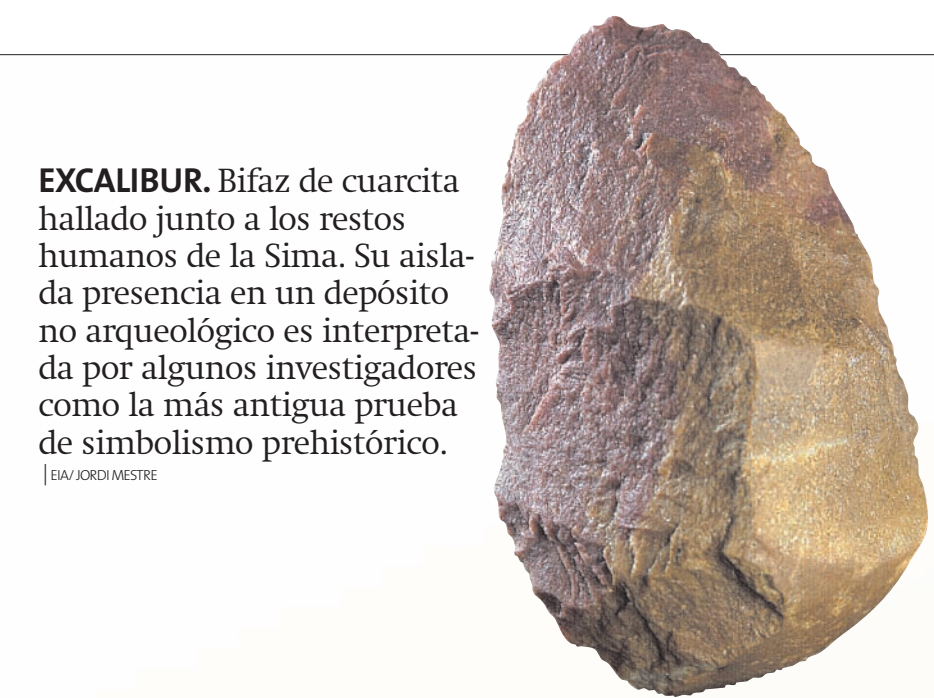 EXCALIBUR. Bifaz de cuarcita
hallado junto a los restos
humanos de la Sima. Su aisla-
da presencia en un depósito
no arqueológico es interpreta-
da por algunos investigadores
como la más antigua prueba
de simbolismo prehistórico.
| EIA/ JORDI MESTRE